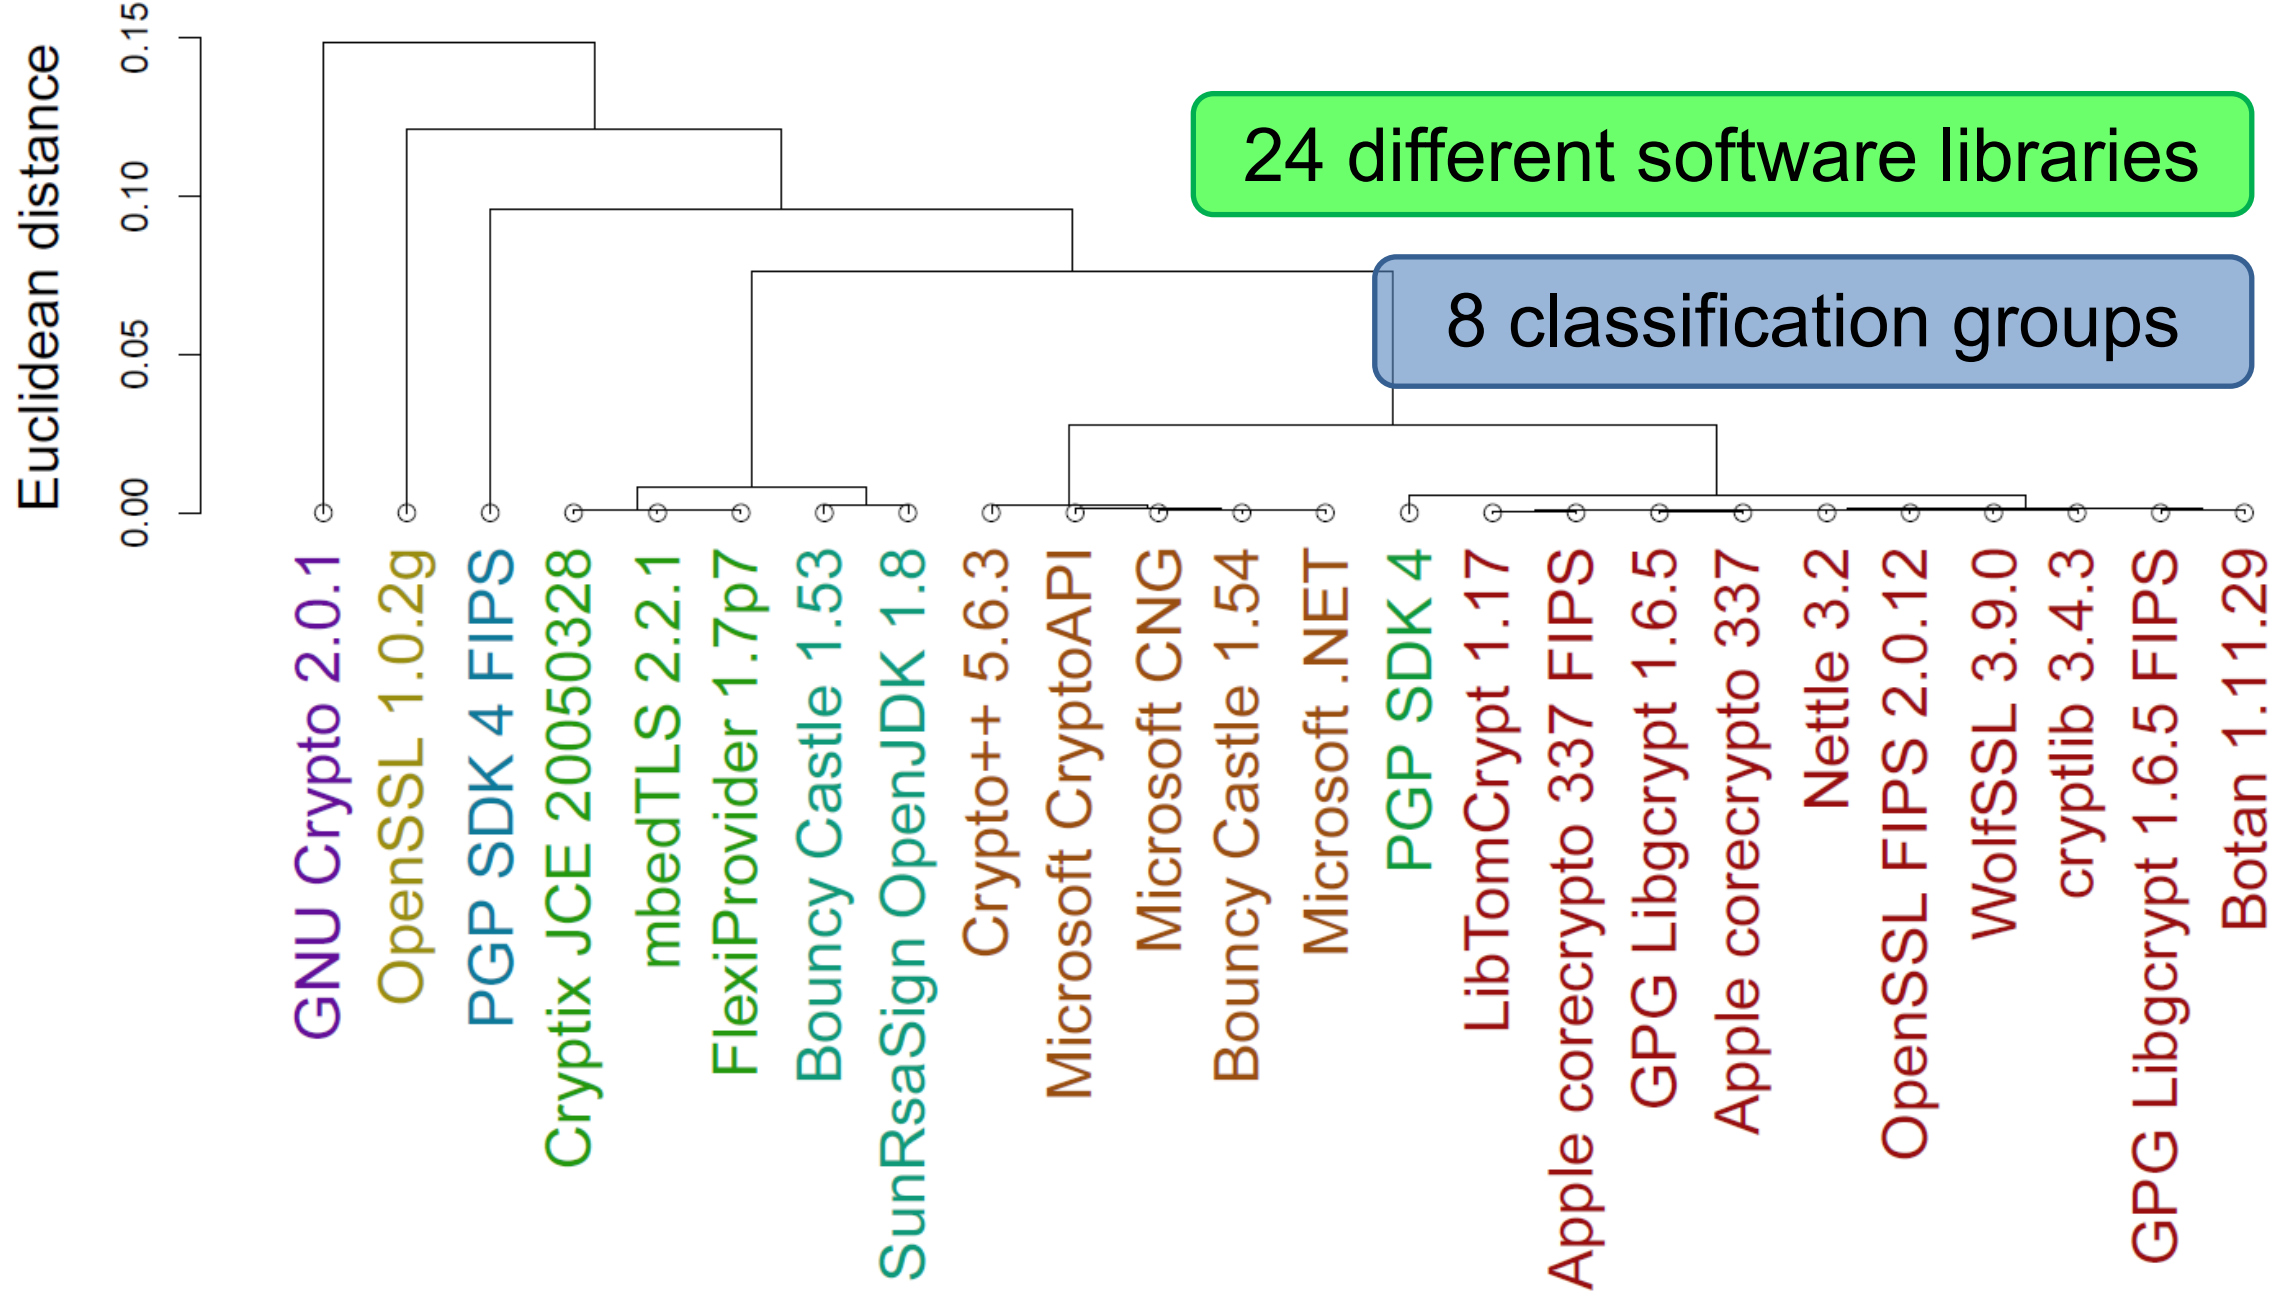 Euclidean distance
0.15
0.10
0.05
0.00
24 different software libraries
8 classification groups
GNU Crypto 2.0.1
OpenSSL 1.0.2g
PGP SDK 4 FIPS
Cryptix JCE 20050328
mbedTLS 2.2.1
FlexiProvider 1.7p7
Bouncy Castle 1.53
SunRsaSign OpenJDK 1.8
Crypto++ 5.6.3
Microsoft CryptoAPI
Microsoft CNG
Bouncy Castle 1.54
Microsoft .NET
PGP SDK 4
LibTomCrypt 1.17
Apple corecrypto 337 FIPS
GPG Libgcrypt 1.6.5
Apple corecrypto 337
Nettle 3.2
OpenSSL FIPS 2.0.12
WolfSSL 3.9.0
cryptlib 3.4.3
GPG Libgcrypt 1.6.5 FIPS
Botan 1.11.29